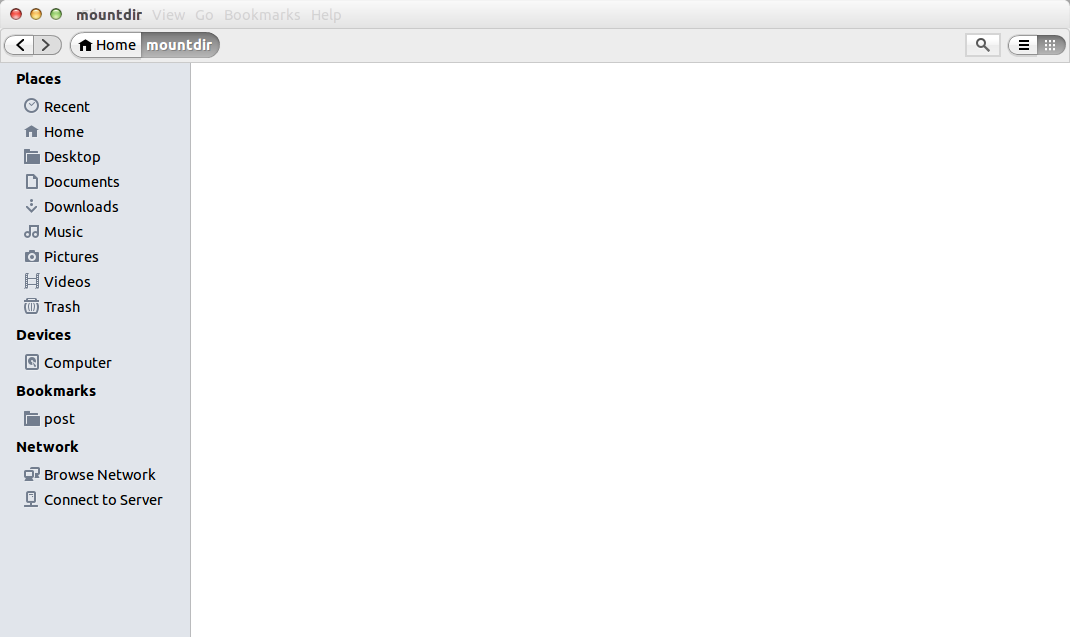 mountdir View Go Bookmarks Help
Home mountdir
Places
Recent
Home
Desktop
Documents
Downloads
Music
Pictures
Videos
Trash
Devices
Computer
Bookmarks
post
Network
Browse Network
Connect to Server